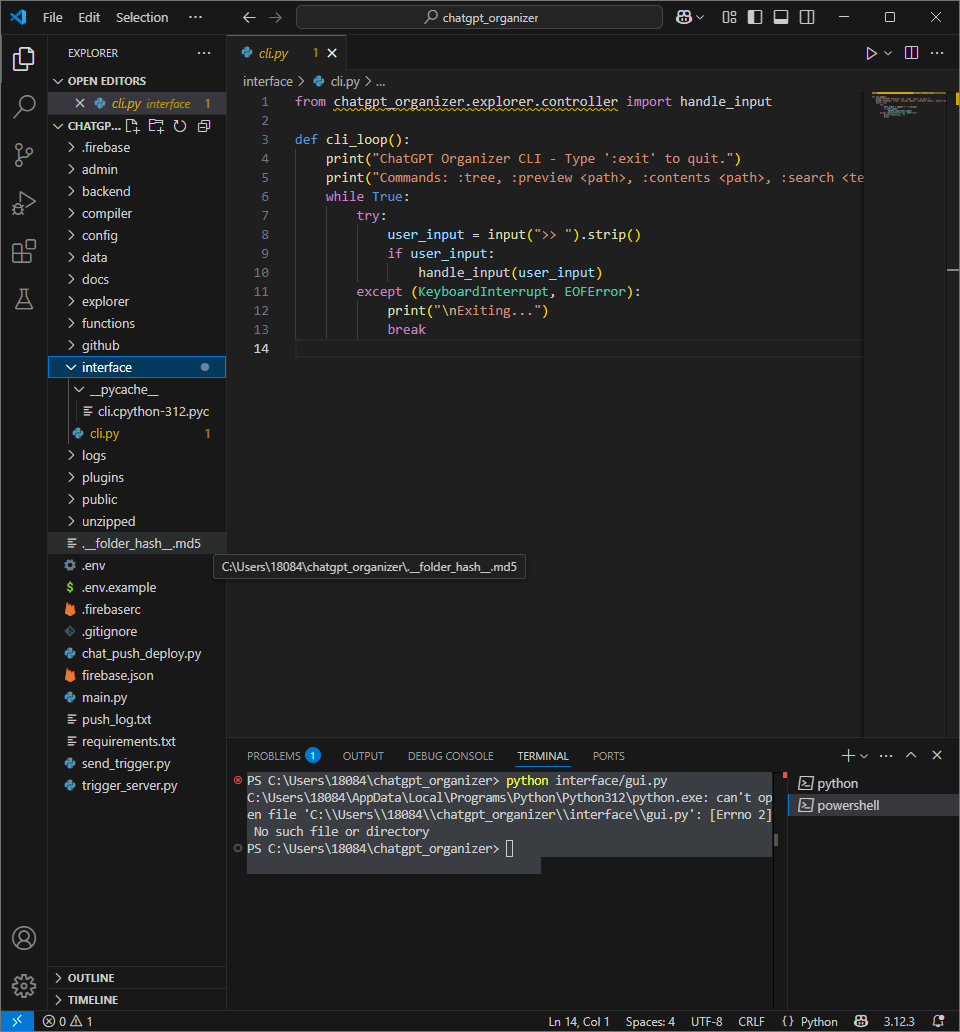 File Edit Selection ··· chatgpt_organizer
EXPLORER ···
OPEN EDITORS
cli.py interface 1
CHATGP...
.firebase
admin
backend
compiler
config
data
docs
explorer
functions
github
interface
__pycache__
cli.cpython-312.pyc
cli.py 1
logs
plugins
public
unzipped
.__folder_hash__.md5
C:\Users\18084\chatgpt_organizer\.__folder_hash__.md5
.env
.env.example
.firebaserc
.gitignore
chat_push_deploy.py
firebase.json
main.py
push_log.txt
requirements.txt
send_trigger.py
trigger_server.py
OUTLINE
TIMELINE
cli.py 1
interface > cli.py > ...
1 from chatgpt_organizer.explorer.controller import handle_input
2
3 def cli_loop():
4 print("ChatGPT Organizer CLI - Type ':exit' to quit.")
5 print("Commands: :tree, :preview <path>, :contents <path>, :search <te
6 while True:
7 try:
8 user_input = input(">> ").strip()
9 if user_input:
10 handle_input(user_input)
11 except (KeyboardInterrupt, EOFError):
12 print("\nExiting...")
13 break
14
PROBLEMS 1 OUTPUT DEBUG CONSOLE TERMINAL PORTS
PS C:\Users\18084\chatgpt_organizer> python interface/gui.py
C:\Users\18084\AppData\Local\Programs\Python\Python312\python.exe: can't op
en file 'C:\\Users\\18084\\chatgpt_organizer\\interface\\gui.py': [Errno 2]
No such file or directory
PS C:\Users\18084\chatgpt_organizer>
python
powershell
0 1 Ln 14, Col 1 Spaces: 4 UTF-8 CRLF {} Python 3.12.3